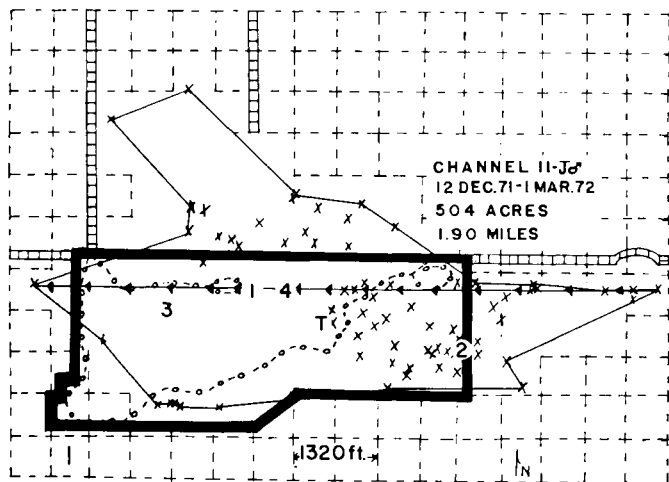 CHANNEL 11-J♂
12 DEC.71-1 MAR.72
504 ACRES
1.90 MILES
1-4
3
T
2
1
1320 ft.
N